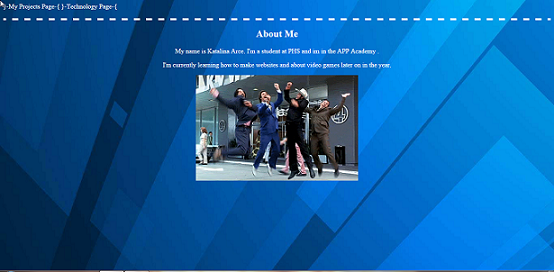 }-My Projects Page-{ }-Technology Page-{
About Me
My name is Katalina Arce, I'm a student at PHS and im in the APP Academy .
I'm currently learning how to make websites and about video games later on in the year.